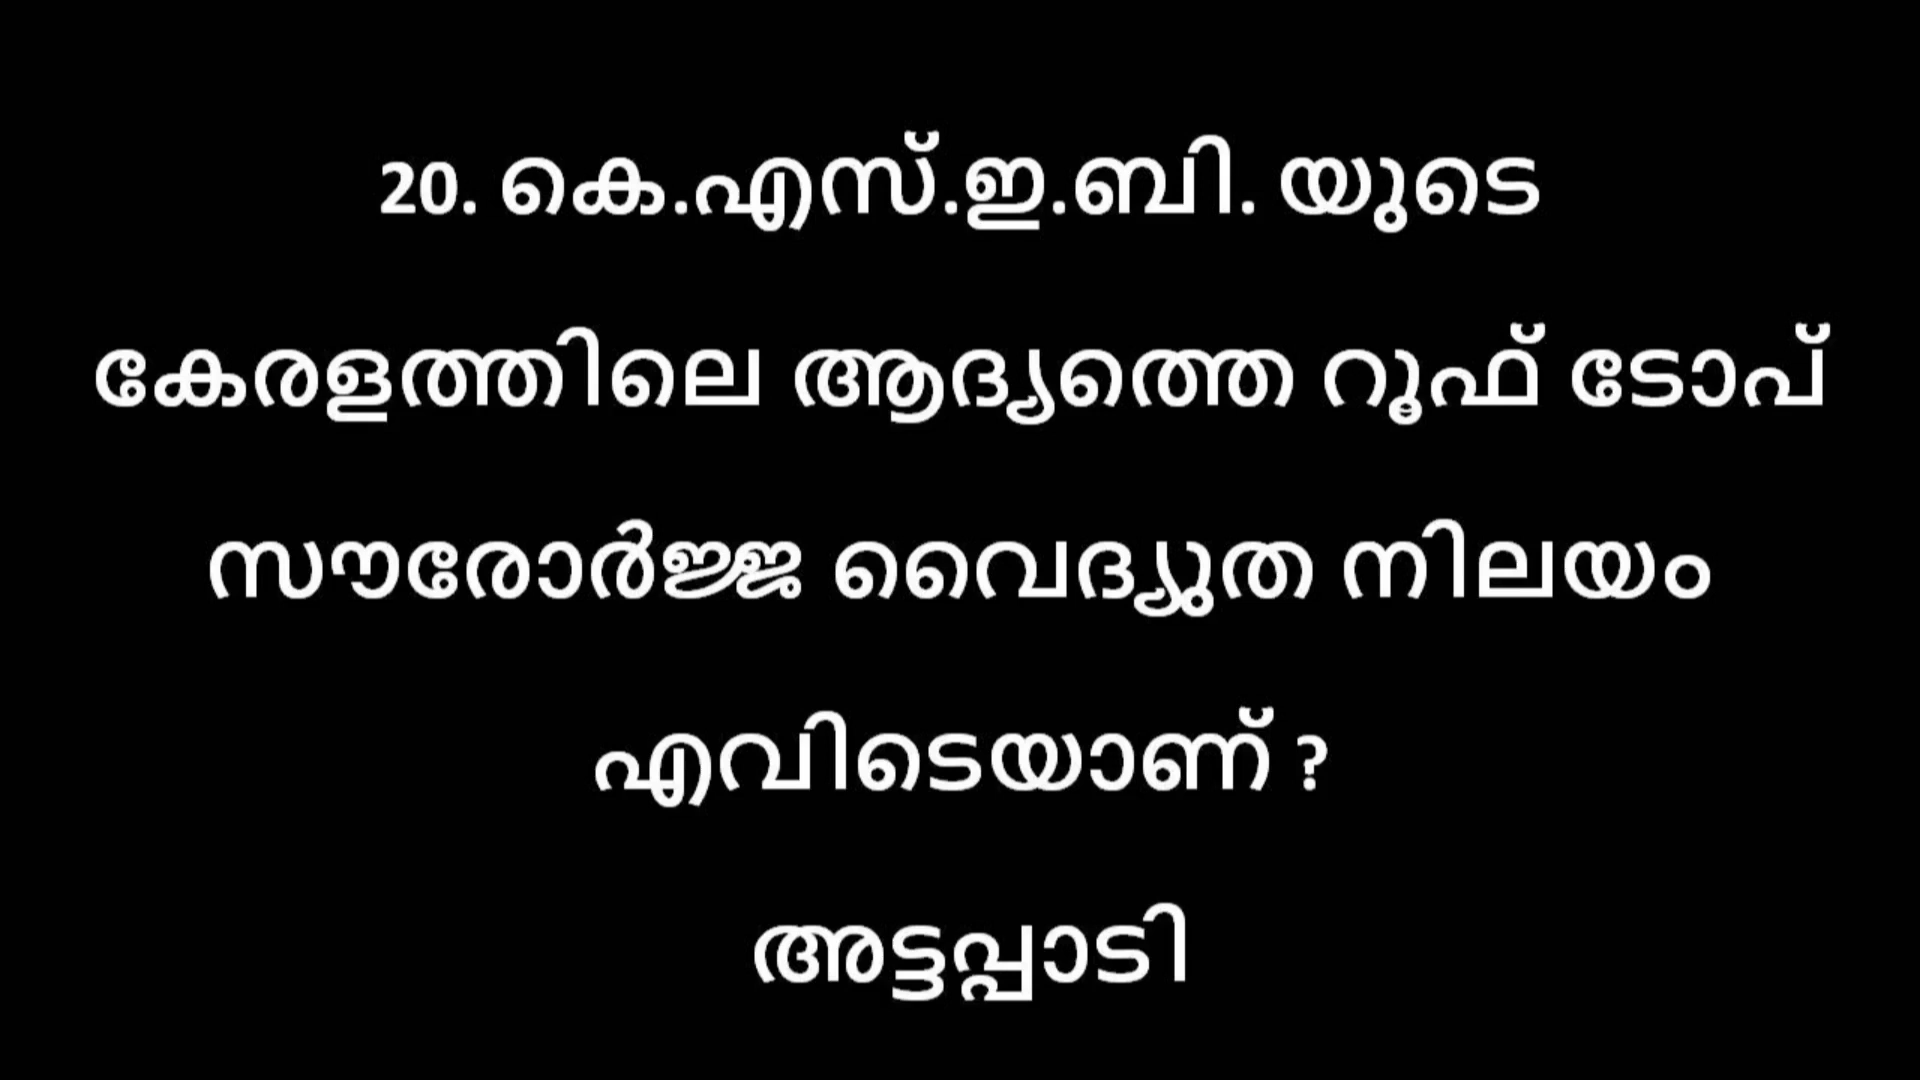 20. കെ.എസ്.ഇ.ബി. യുടെ
കേരളത്തിലെ ആദ്യത്തെ റൂഫ് ടോപ്
സൗരോർജ്ജ വൈദ്യുത നിലയം
എവിടെയാണ് ?
അട്ടപ്പാടി